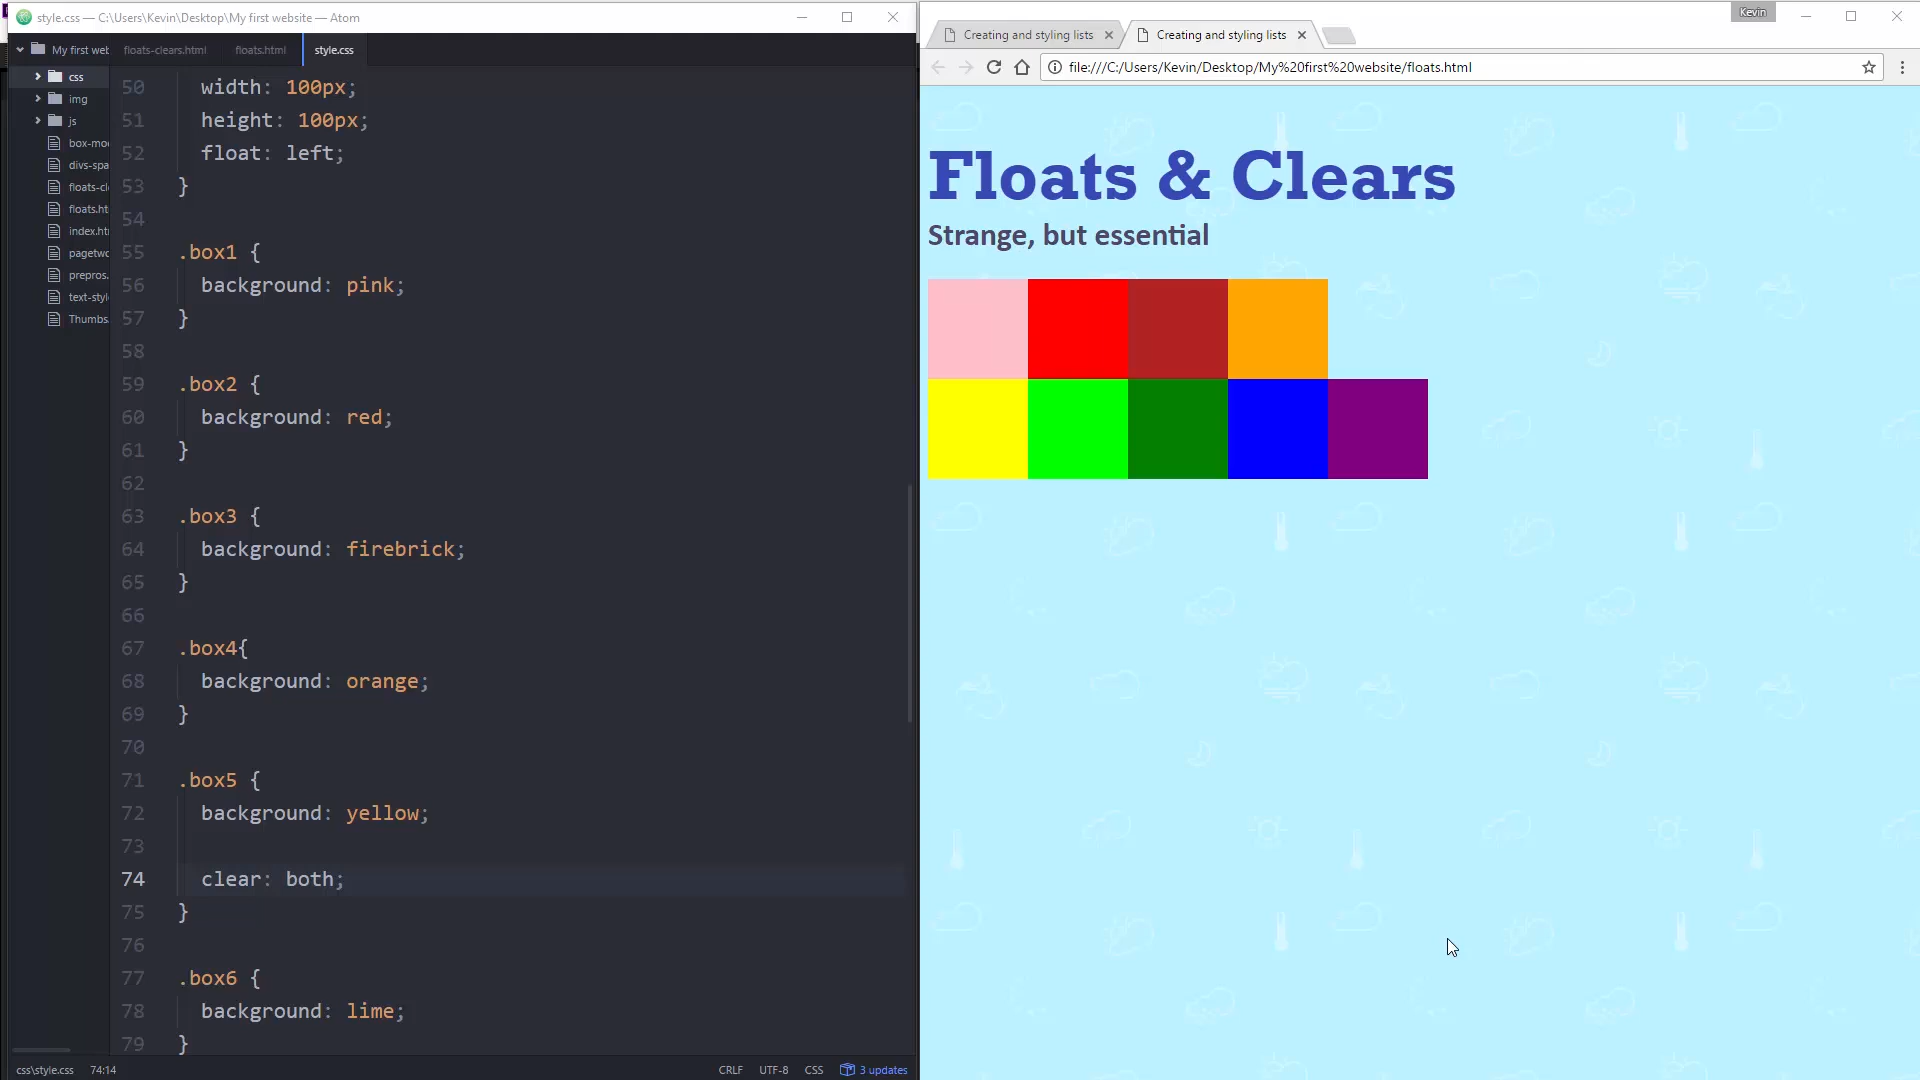 style.css — C:\Users\Kevin\Desktop\My first website — Atom
My first wet
floats-clears.html
floats.html
style.css
css
img
js
box-mo
divs-spa
floats-cl
floats.ht
index.ht
pagetwo
prepros.
text-styl
Thumbs.
50 width: 100px;
51 height: 100px;
52 float: left;
53 }
54
55 .box1 {
56 background: pink;
57 }
58
59 .box2 {
60 background: red;
61 }
62
63 .box3 {
64 background: firebrick;
65 }
66
67 .box4{
68 background: orange;
69 }
70
71 .box5 {
72 background: yellow;
73
74 clear: both;
75 }
76
77 .box6 {
78 background: lime;
79 }
css\style.css 74:14 CRLF UTF-8 CSS 3 updates
Kevin
Creating and styling lists
Creating and styling lists
file:///C:/Users/Kevin/Desktop/My%20first%20website/floats.html
Floats & Clears
Strange, but essential